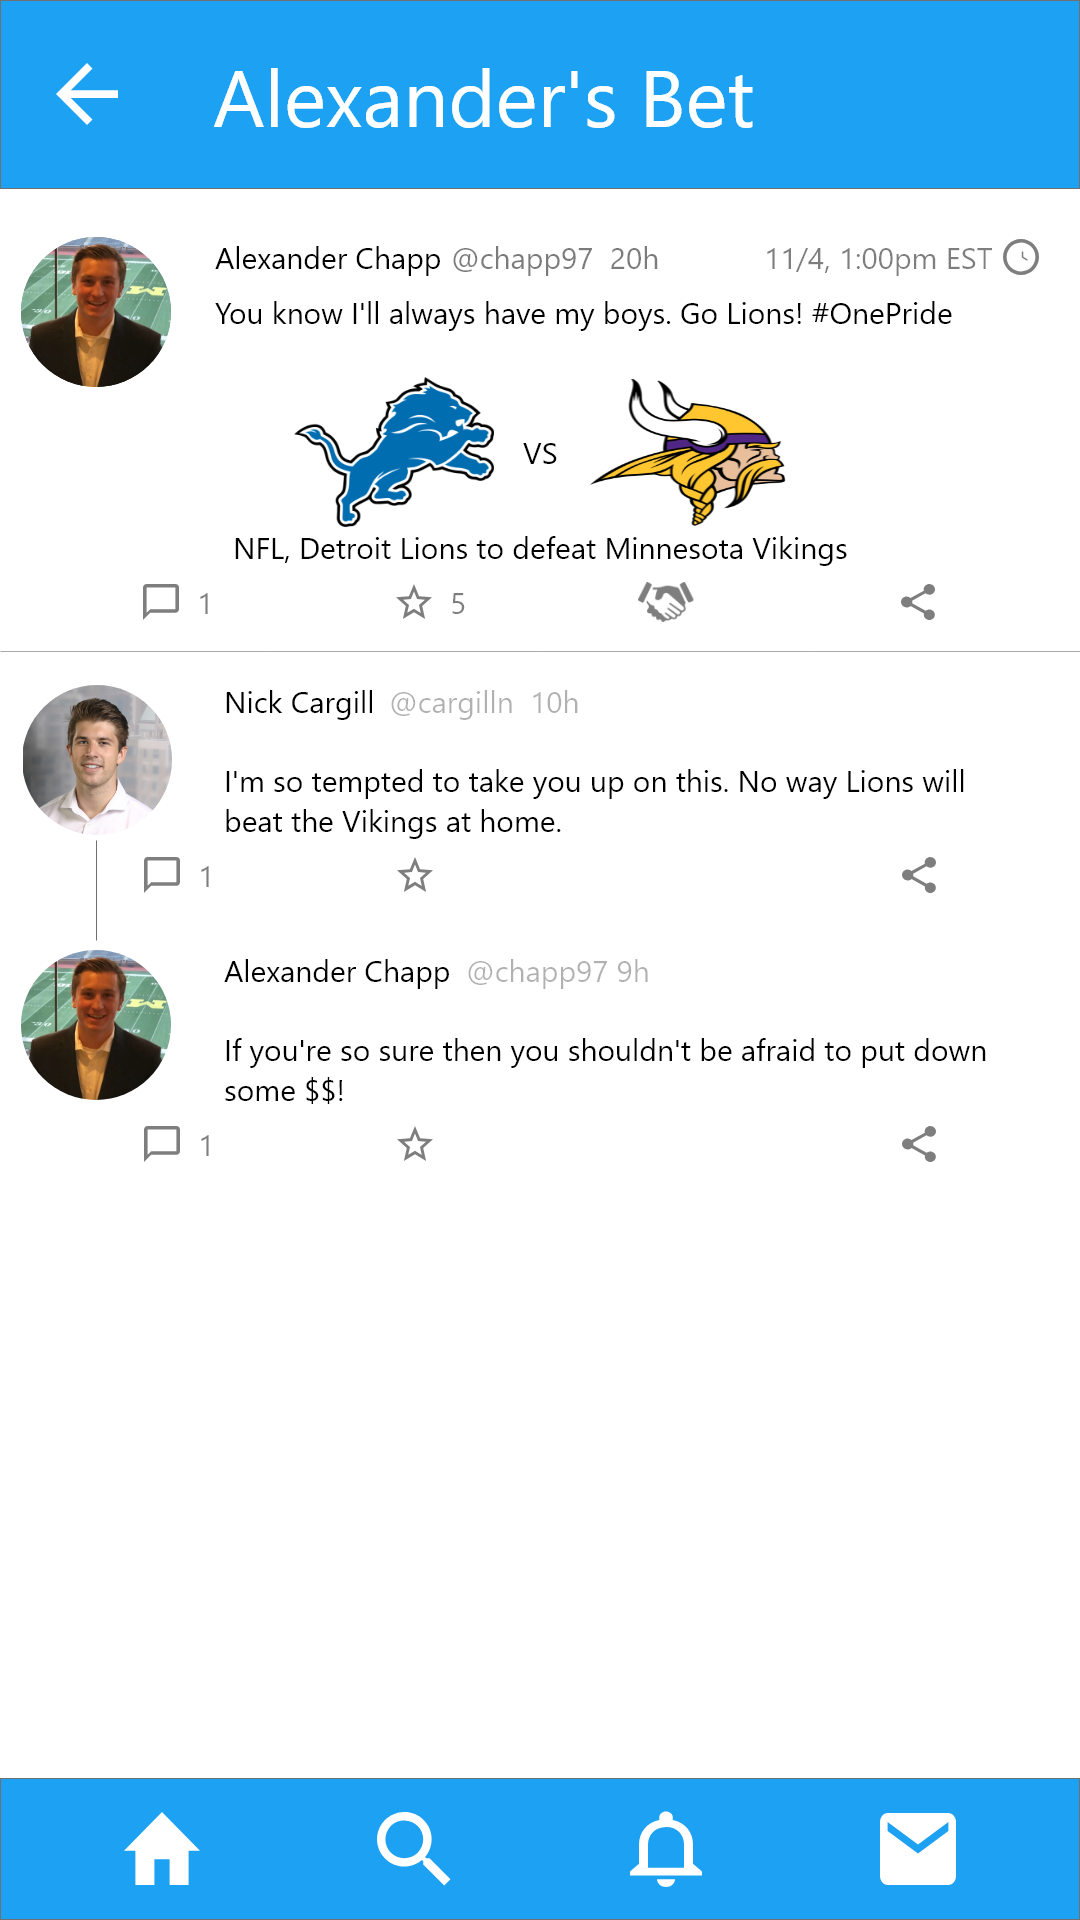 Alexander's Bet
Alexander Chapp @chapp97 20h 11/4, 1:00pm EST
You know I'll always have my boys. Go Lions! #OnePride
VS
NFL, Detroit Lions to defeat Minnesota Vikings
1 5
Nick Cargill @cargilln 10h
I'm so tempted to take you up on this. No way Lions will
beat the Vikings at home.
1
Alexander Chapp @chapp97 9h
If you're so sure then you shouldn't be afraid to put down
some $$!
1